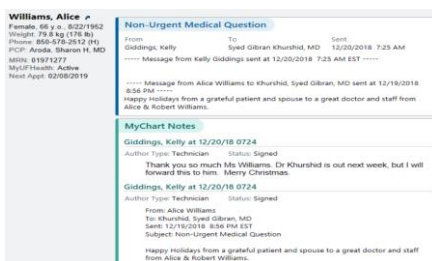 Williams, Alice
Female, 66 y.o., 8/22/1952
Weight: 79.8 kg (176 lb)
Phone: 850-578-2512 (H)
PCP: Aroda, Sharon H, MD
MRN: 01971277
MyUFHealth: Active
Next Appt: 02/08/2019
Non-Urgent Medical Question
From To Sent
Giddings, Kelly Syed Gibran Khurshid, MD 12/20/2018 7:25 AM
----- Message from Kelly Giddings sent at 12/20/2018 7:25 AM EST -----
----- Message from Alice Williams to Khurshid, Syed Gibran, MD sent at 12/19/2018
8:56 PM -----
Happy Holidays from a grateful patient and spouse to a great doctor and staff from
Alice & Robert Williams.
MyChart Notes
Giddings, Kelly at 12/20/18 0724
Author Type: Technician Status: Signed
Thank you so much Ms. Williams. Dr Khurshid is out next week, but I will
forward this to him. Merry Christmas.
Giddings, Kelly at 12/20/18 0724
Author Type: Technician Status: Signed
From: Alice Williams
To: Khurshid, Syed Gibran, MD
Sent: 12/19/2018 8:56 PM EST
Subject: Non-Urgent Medical Question
Happy Holidays from a grateful patient and spouse to a great doctor and staff
from Alice & Robert Williams.